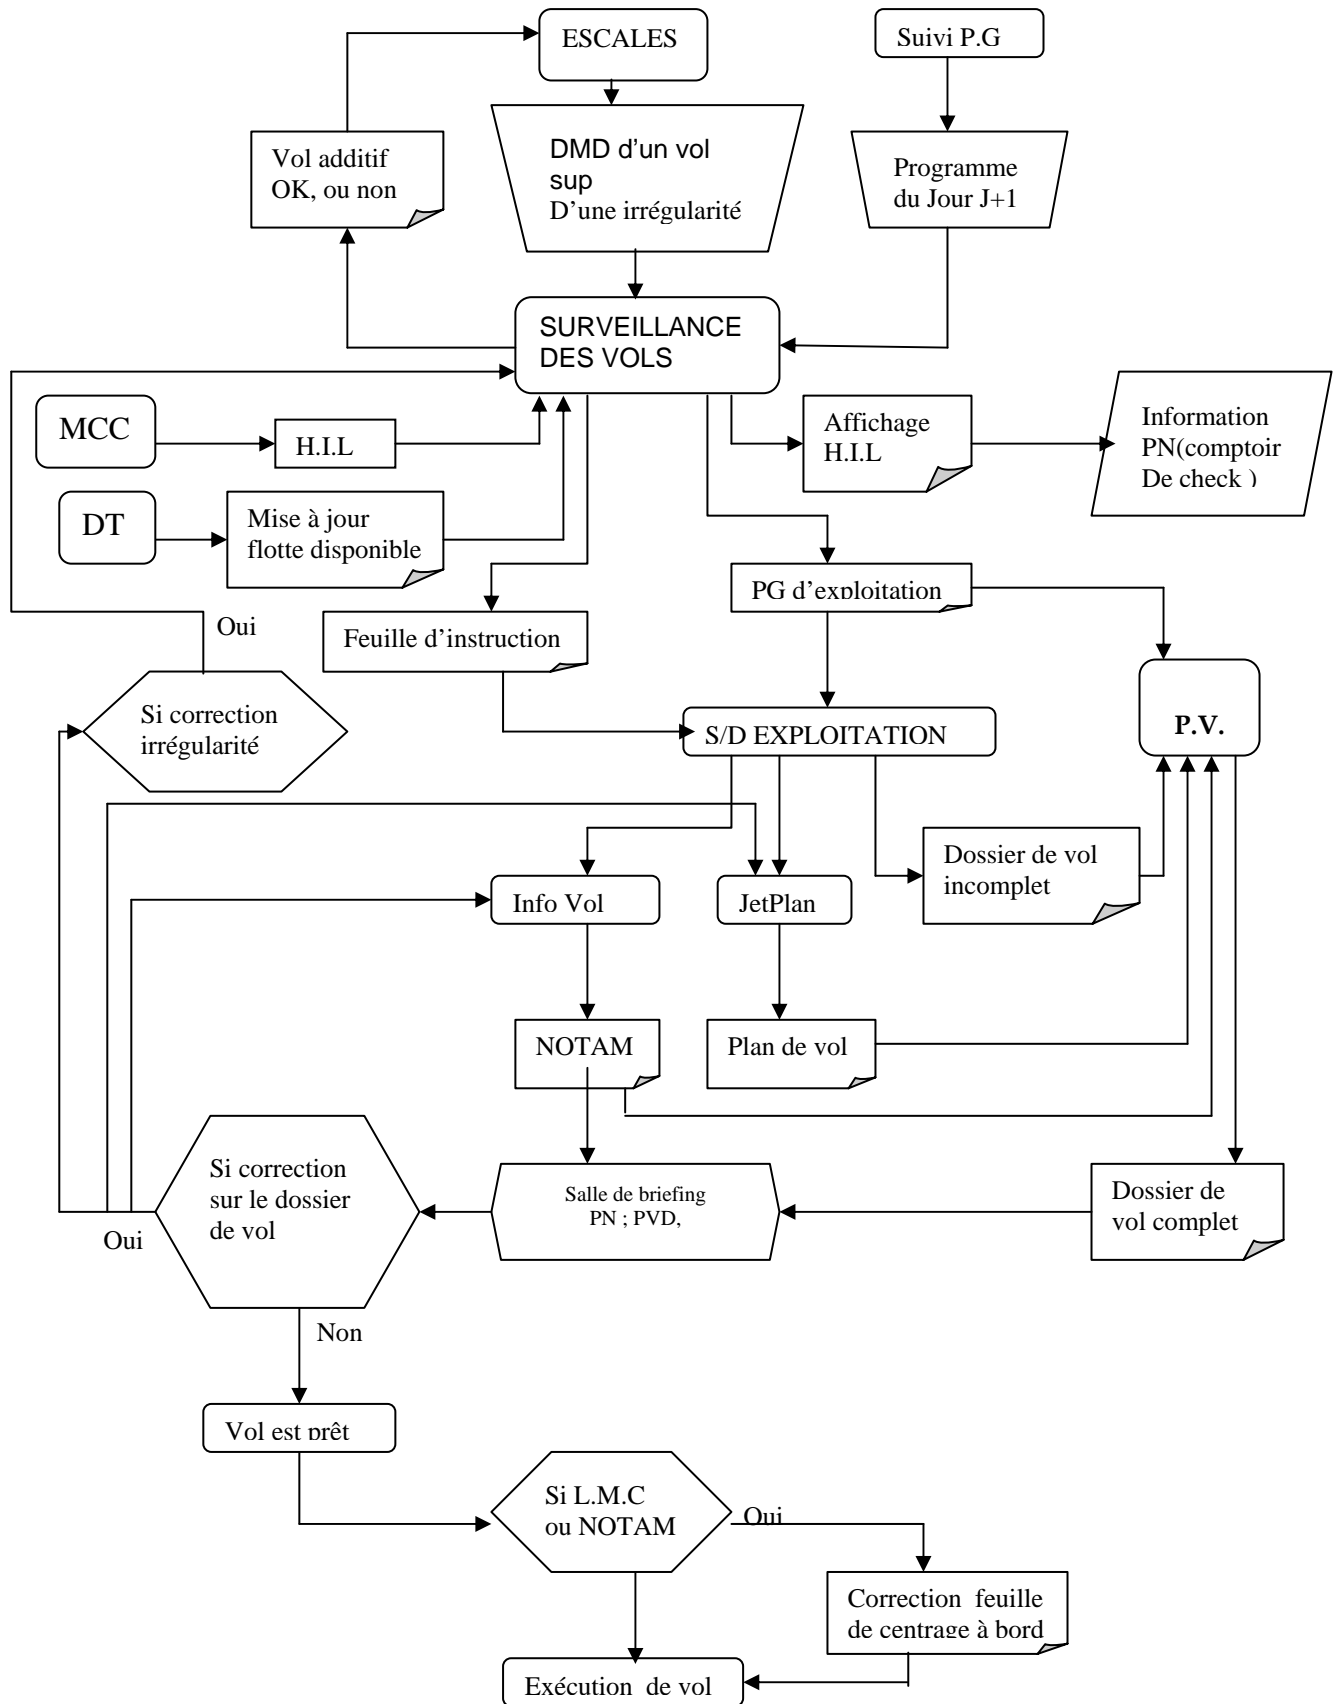 ESCALES
Suivi P.G
Vol additif
OK, ou non
DMD d’un vol
sup
D’une irrégularité
Programme
du Jour J+1
SURVEILLANCE
DES VOLS
MCC
H.I.L
Affichage
H.I.L
Information
PN(comptoir
De check )
DT
Mise à jour
flotte disponible
PG d’exploitation
Oui
Feuille d’instruction
Si correction
irrégularité
S/D EXPLOITATION
P.V.
Dossier de vol
incomplet
Info Vol
JetPlan
NOTAM
Plan de vol
Si correction
sur le dossier
de vol
Salle de briefing
PN ; PVD,
Dossier de
vol complet
Oui
Non
Vol est prêt
Si L.M.C
ou NOTAM
Oui
Correction feuille
de centrage à bord
Exécution de vol